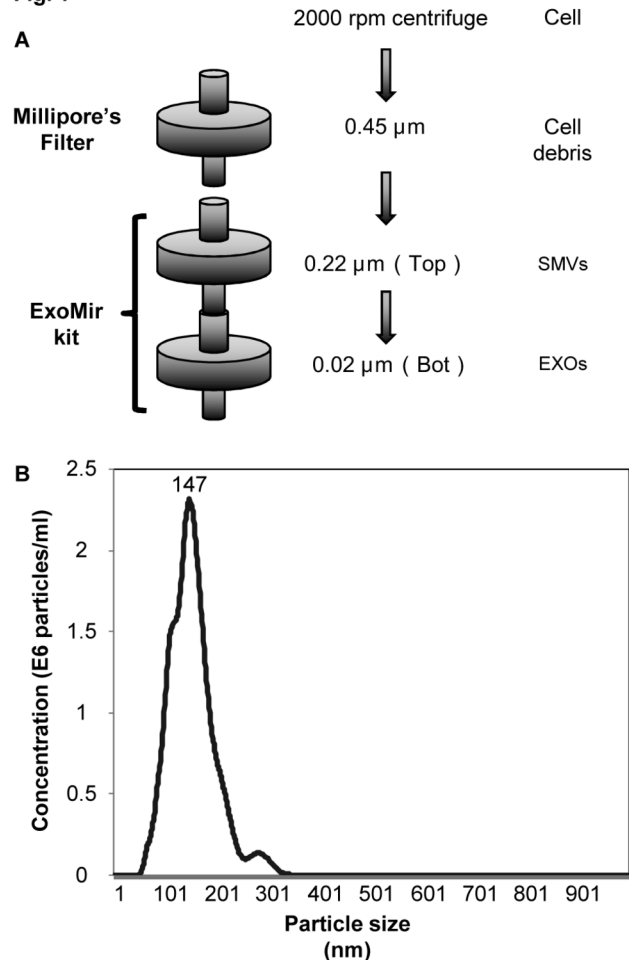 A
2000 rpm centrifuge
Cell
Millipore's
Filter
0.45 µm
Cell
debris
ExoMir
kit
0.22 µm ( Top )
SMVs
0.02 µm ( Bot )
EXOs
B
147
Concentration (E6 particles/ml)
2.5
2
1.5
1
0.5
0
1 101 201 301 401 501 601 701 801 901
Particle size
(nm)